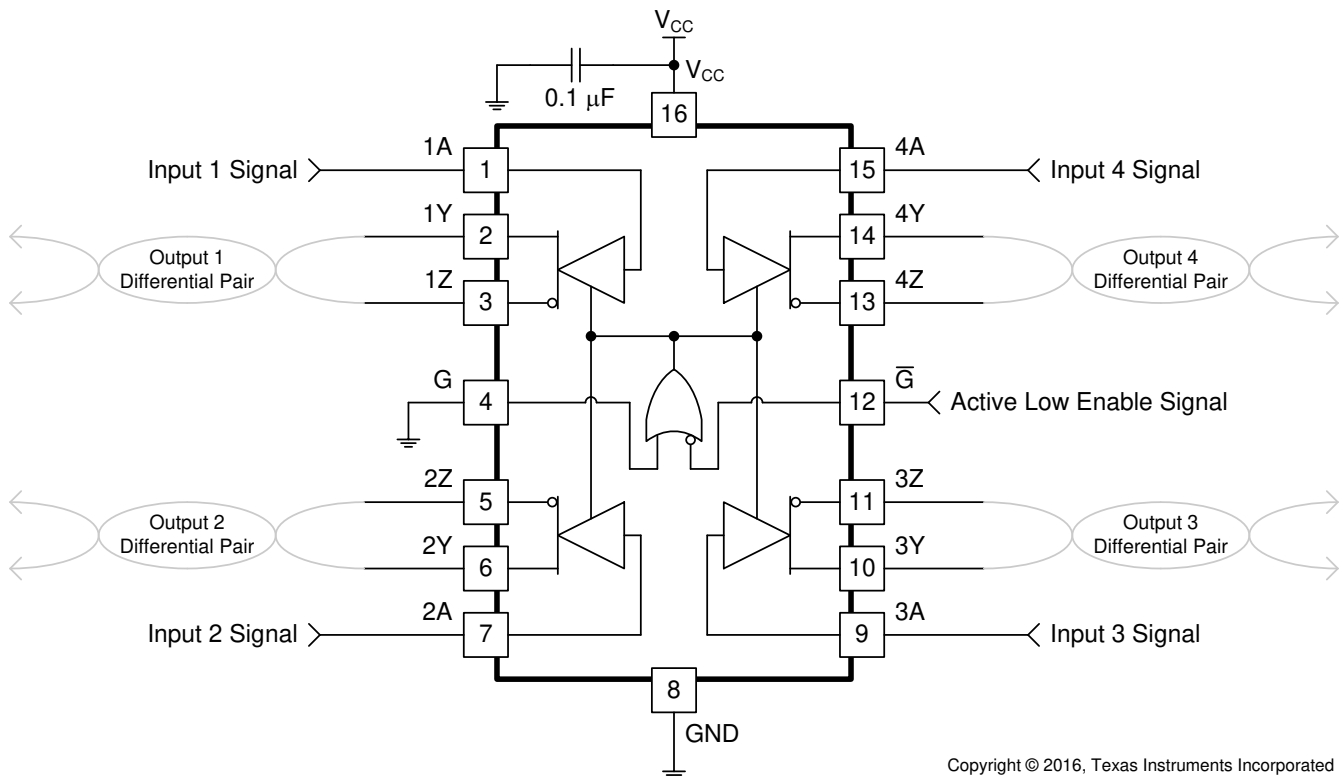 VCC
VCC
0.1 μF
16
1A
4A
Input 1 Signal
1
15
Input 4 Signal
1Y
4Y
2
14
Output 1
Differential Pair
Output 4
Differential Pair
1Z
4Z
3
13
G
G̅
4
12
Active Low Enable Signal
2Z
3Z
5
11
Output 2
Differential Pair
Output 3
Differential Pair
2Y
3Y
6
10
2A
3A
Input 2 Signal
7
9
Input 3 Signal
8
GND
Copyright © 2016, Texas Instruments Incorporated